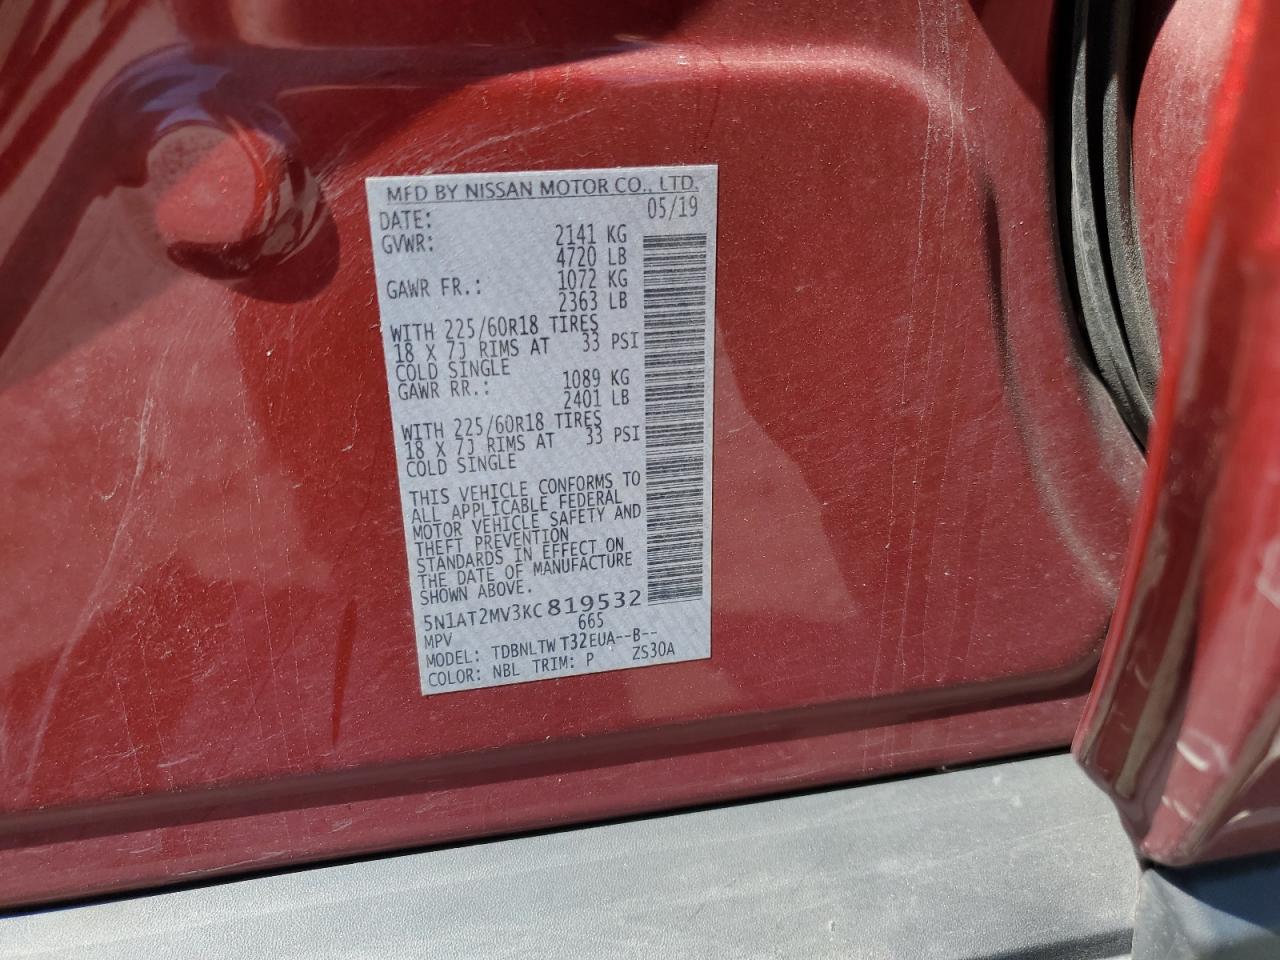 MFD BY NISSAN MOTOR CO., LTD.
DATE: 05/19
GVWR: 2141 KG
4720 LB
GAWR FR.: 1072 KG
2363 LB
WITH 225/60R18 TIRES
18 X 7J RIMS AT 33 PSI
COLD SINGLE
GAWR RR.: 1089 KG
2401 LB
WITH 225/60R18 TIRES
18 X 7J RIMS AT 33 PSI
COLD SINGLE
THIS VEHICLE CONFORMS TO
ALL APPLICABLE FEDERAL
MOTOR VEHICLE SAFETY AND
THEFT PREVENTION
STANDARDS IN EFFECT ON
THE DATE OF MANUFACTURE
SHOWN ABOVE.
5N1AT2MV3KC819532
MPV 665
MODEL: TDBNLTW T32EUA--B--
COLOR: NBL TRIM: P ZS30A